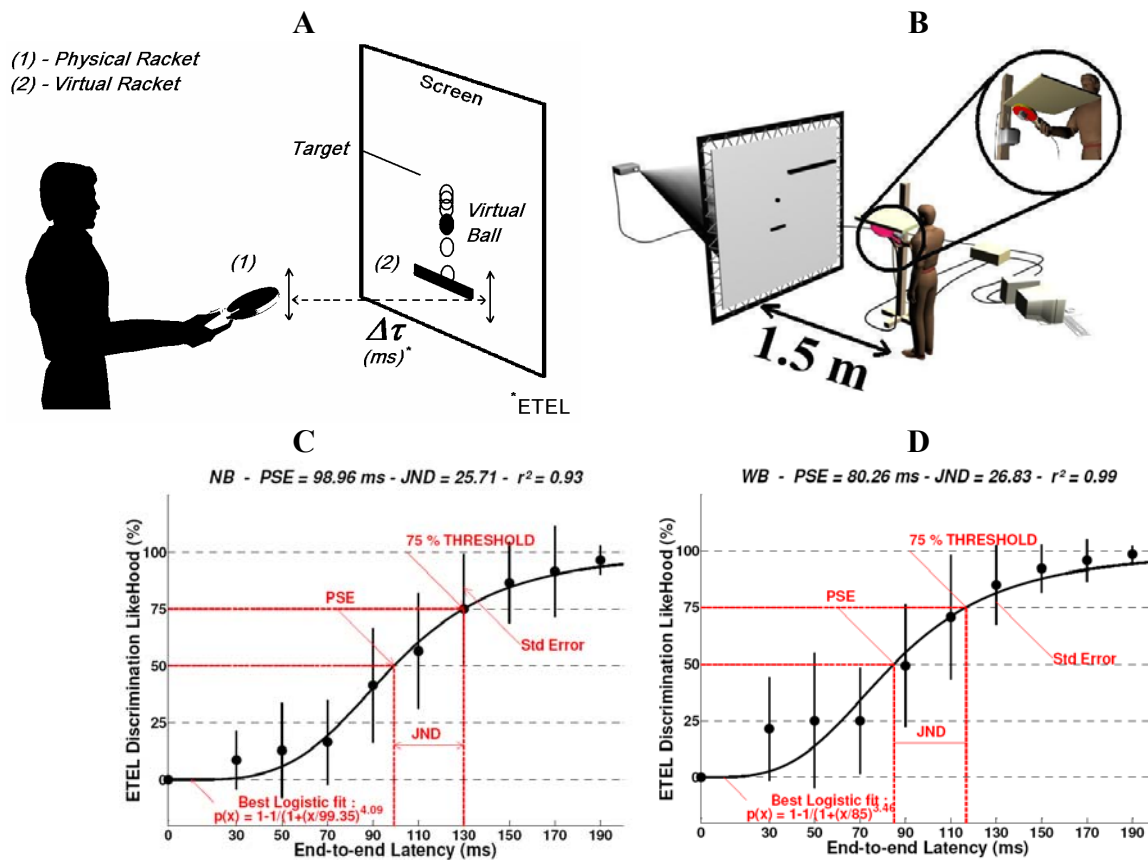 A
(1) - Physical Racket
(2) - Virtual Racket
Screen
Target
Virtual
Ball
(1)
(2)
Δτ
(ms)*
*ETEL
B
1.5 m
C
NB - PSE = 98.96 ms - JND = 25.71 - r² = 0.93
ETEL Discrimination LikeHood (%)
100
75
50
25
0
75 % THRESHOLD
PSE
Std Error
JND
Best Logistic fit :
p(x) = 1-1/(1+(x/99.35)^4.09
0 30 50 70 90 110 130 150 170 190
End-to-end Latency (ms)
D
WB - PSE = 80.26 ms - JND = 26.83 - r² = 0.99
ETEL Discrimination LikeHood (%)
100
75
50
25
0
75 % THRESHOLD
PSE
Std Error
JND
Best Logistic fit :
p(x) = 1-1/(1+(x/85)^3.46
0 30 50 70 90 110 130 150 170 190
End-to-end Latency (ms)